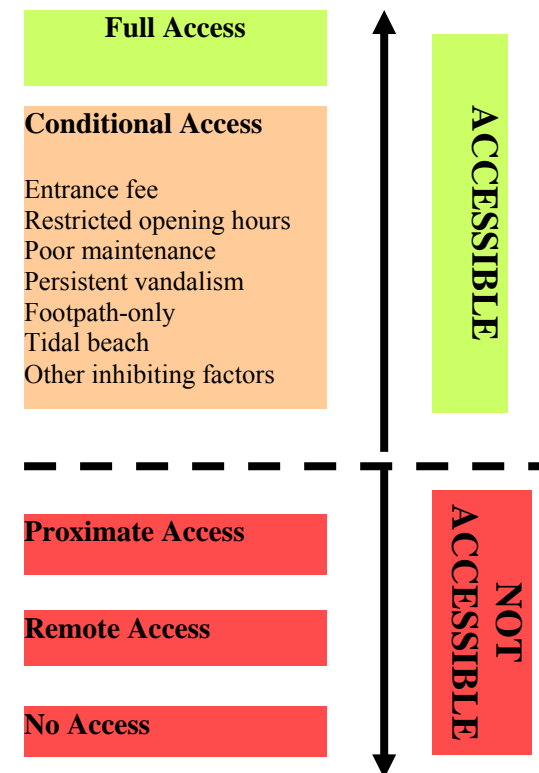 Full Access
Conditional Access
Entrance fee
Restricted opening hours
Poor maintenance
Persistent vandalism
Footpath-only
Tidal beach
Other inhibiting factors
ACCESSIBLE
Proximate Access
Remote Access
No Access
NOT
ACCESSIBLE